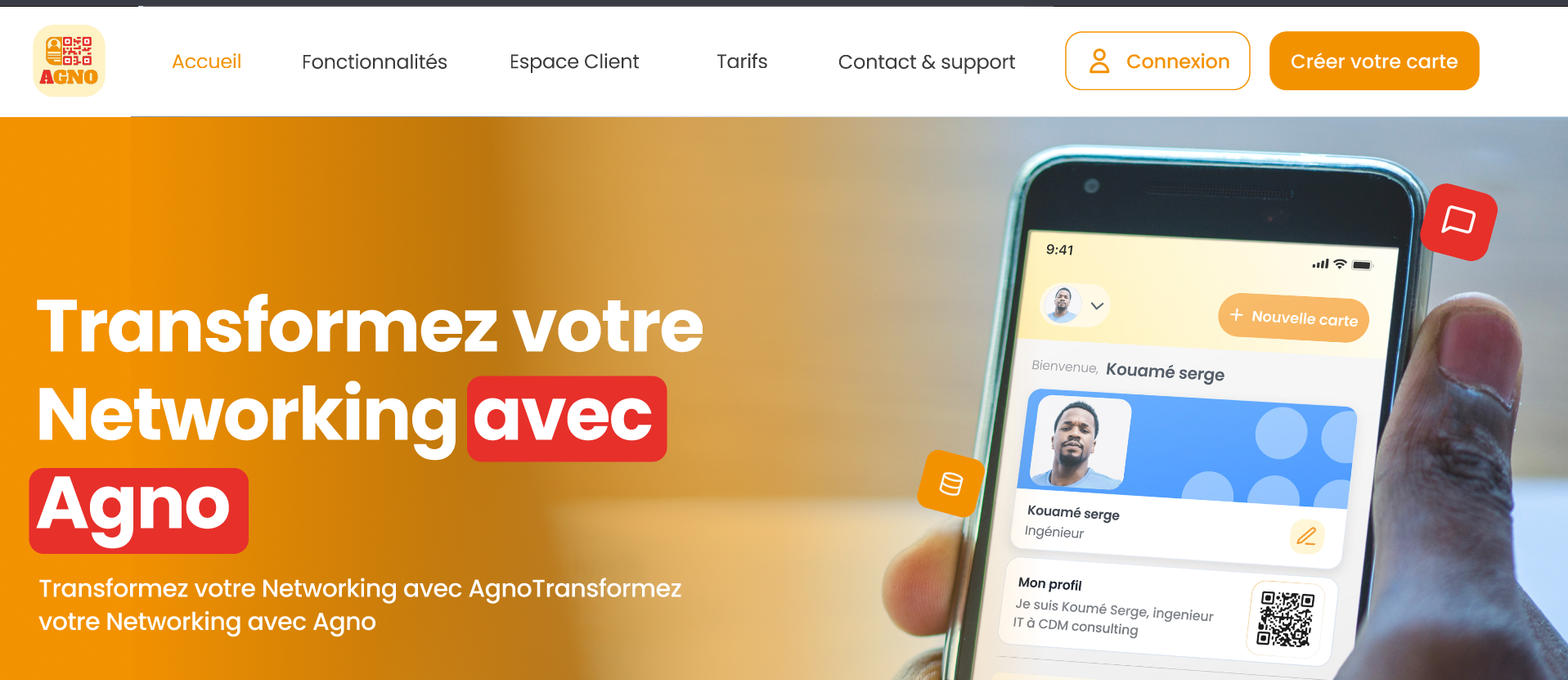 AGNO
Accueil
Fonctionnalités
Espace Client
Tarifs
Contact & support
Connexion
Créer votre carte
Transformez votre
Networking avec
Agno
Transformez votre Networking avec AgnoTransformez
votre Networking avec Agno
9:41
+ Nouvelle carte
Bienvenue, Kouamé serge
Kouamé serge
Ingénieur
Mon profil
Je suis Koumé Serge, ingenieur
IT à CDM consulting